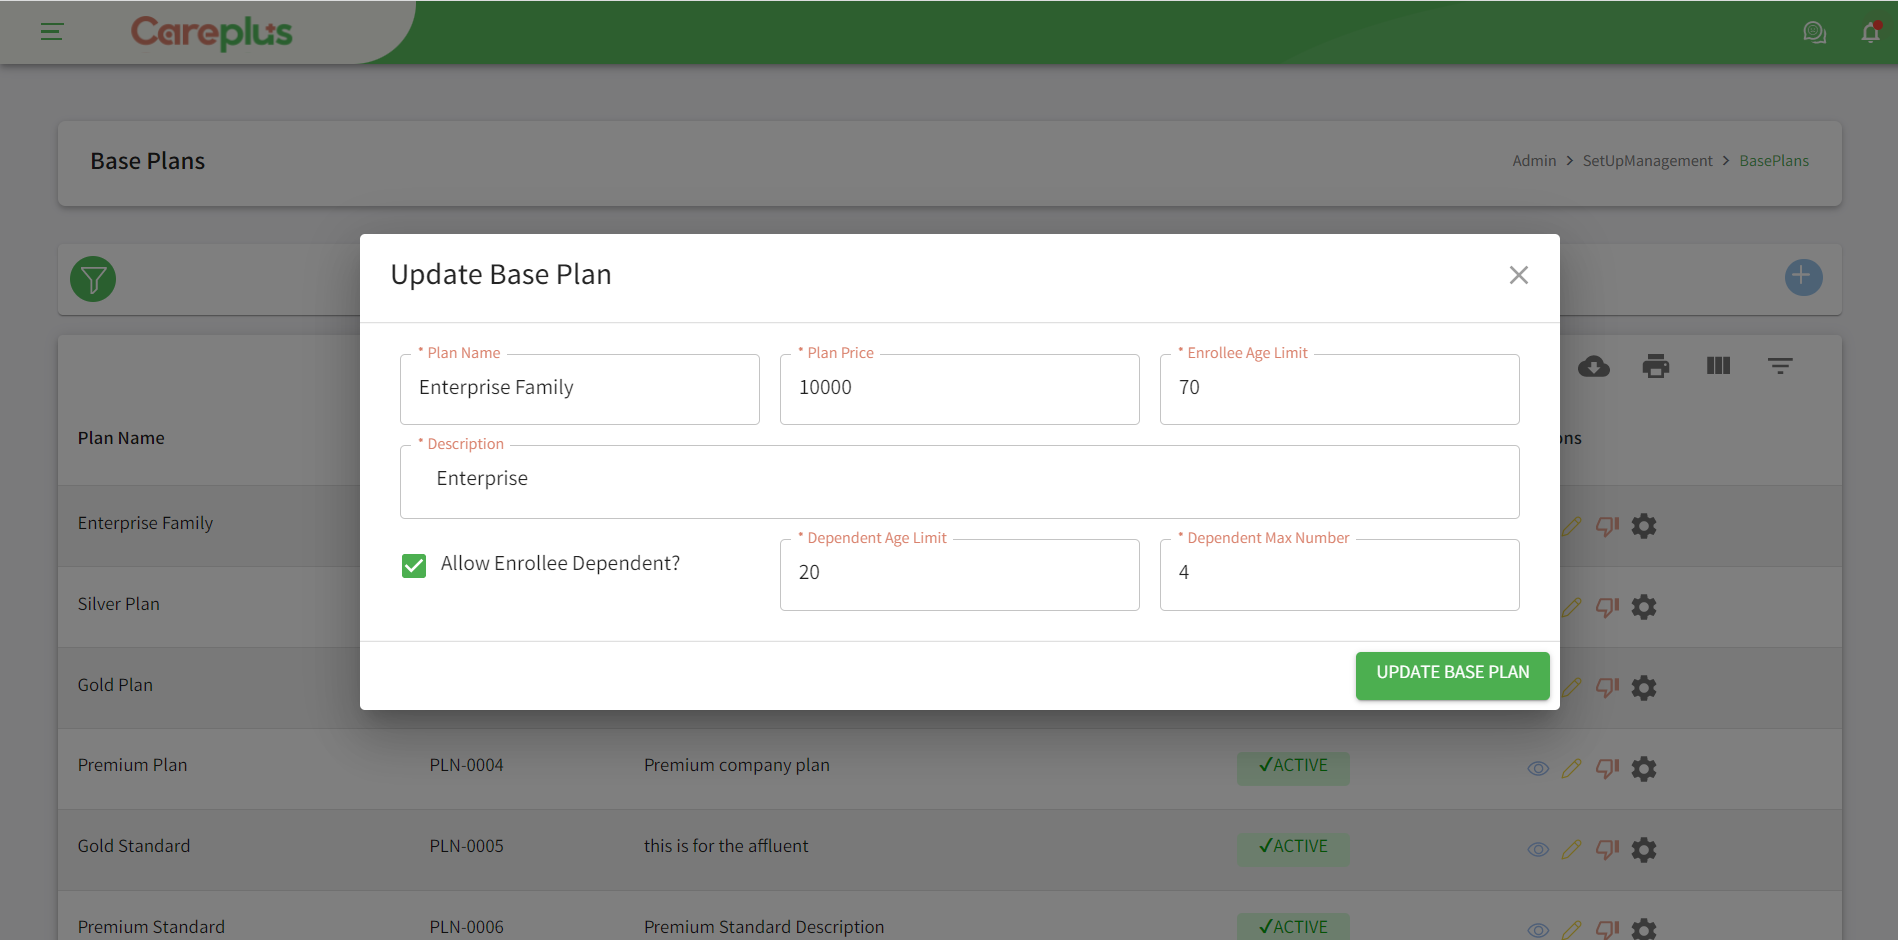 Careplus
Base Plans
Admin > SetUpManagement > BasePlans
Update Base Plan
* Plan Name
* Plan Price
* Enrollee Age Limit
Enterprise Family
10000
70
* Description
Enterprise
Allow Enrollee Dependent?
* Dependent Age Limit
* Dependent Max Number
20
4
UPDATE BASE PLAN
Plan Name
ons
Enterprise Family
Silver Plan
Gold Plan
Premium Plan PLN-0004 Premium company plan ✓ACTIVE
Gold Standard PLN-0005 this is for the affluent ✓ACTIVE
Premium Standard PLN-0006 Premium Standard Description ✓ACTIVE